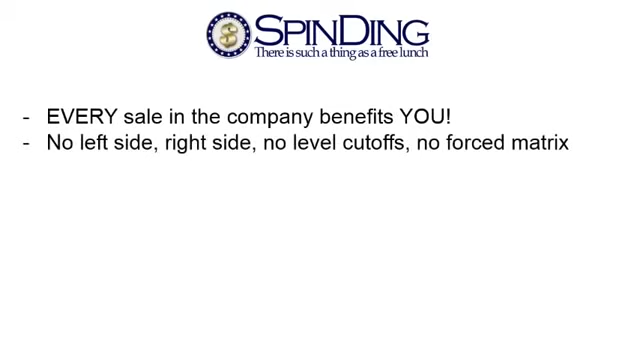 SPINDING
There is such a thing as a free lunch
- EVERY sale in the company benefits YOU!
- No left side, right side, no level cutoffs, no forced matrix